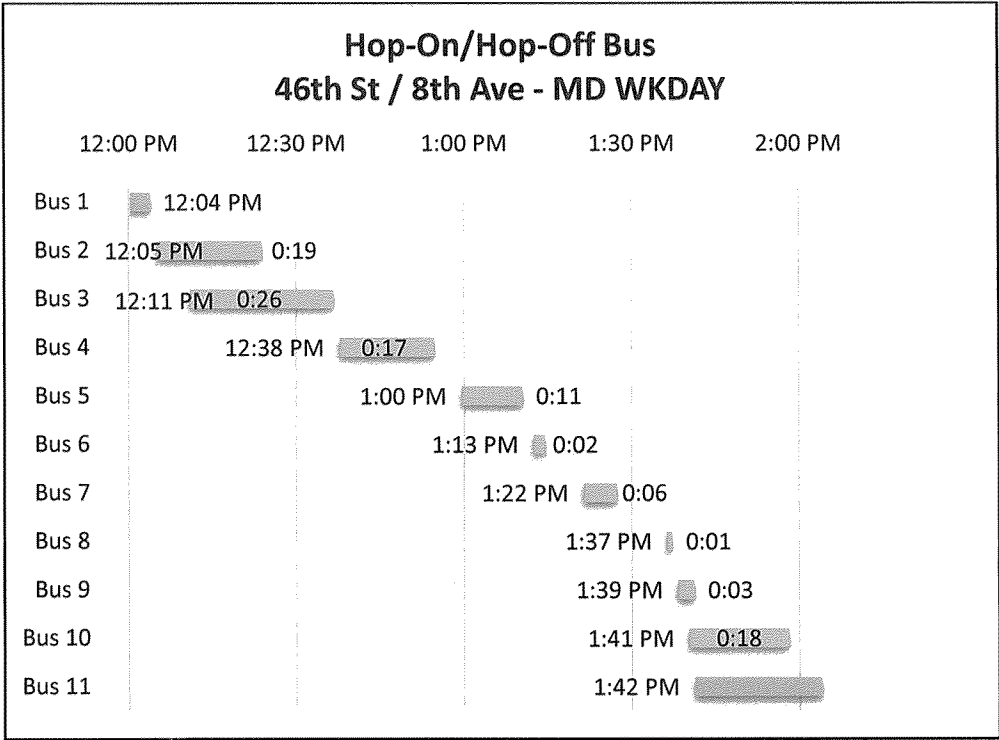 Hop-On/Hop-Off Bus
46th St / 8th Ave - MD WKDAY
12:00 PM 12:30 PM 1:00 PM 1:30 PM 2:00 PM
Bus 1 12:04 PM
Bus 2 12:05 PM 0:19
Bus 3 12:11 PM 0:26
Bus 4 12:38 PM 0:17
Bus 5 1:00 PM 0:11
Bus 6 1:13 PM 0:02
Bus 7 1:22 PM 0:06
Bus 8 1:37 PM 0:01
Bus 9 1:39 PM 0:03
Bus 10 1:41 PM 0:18
Bus 11 1:42 PM